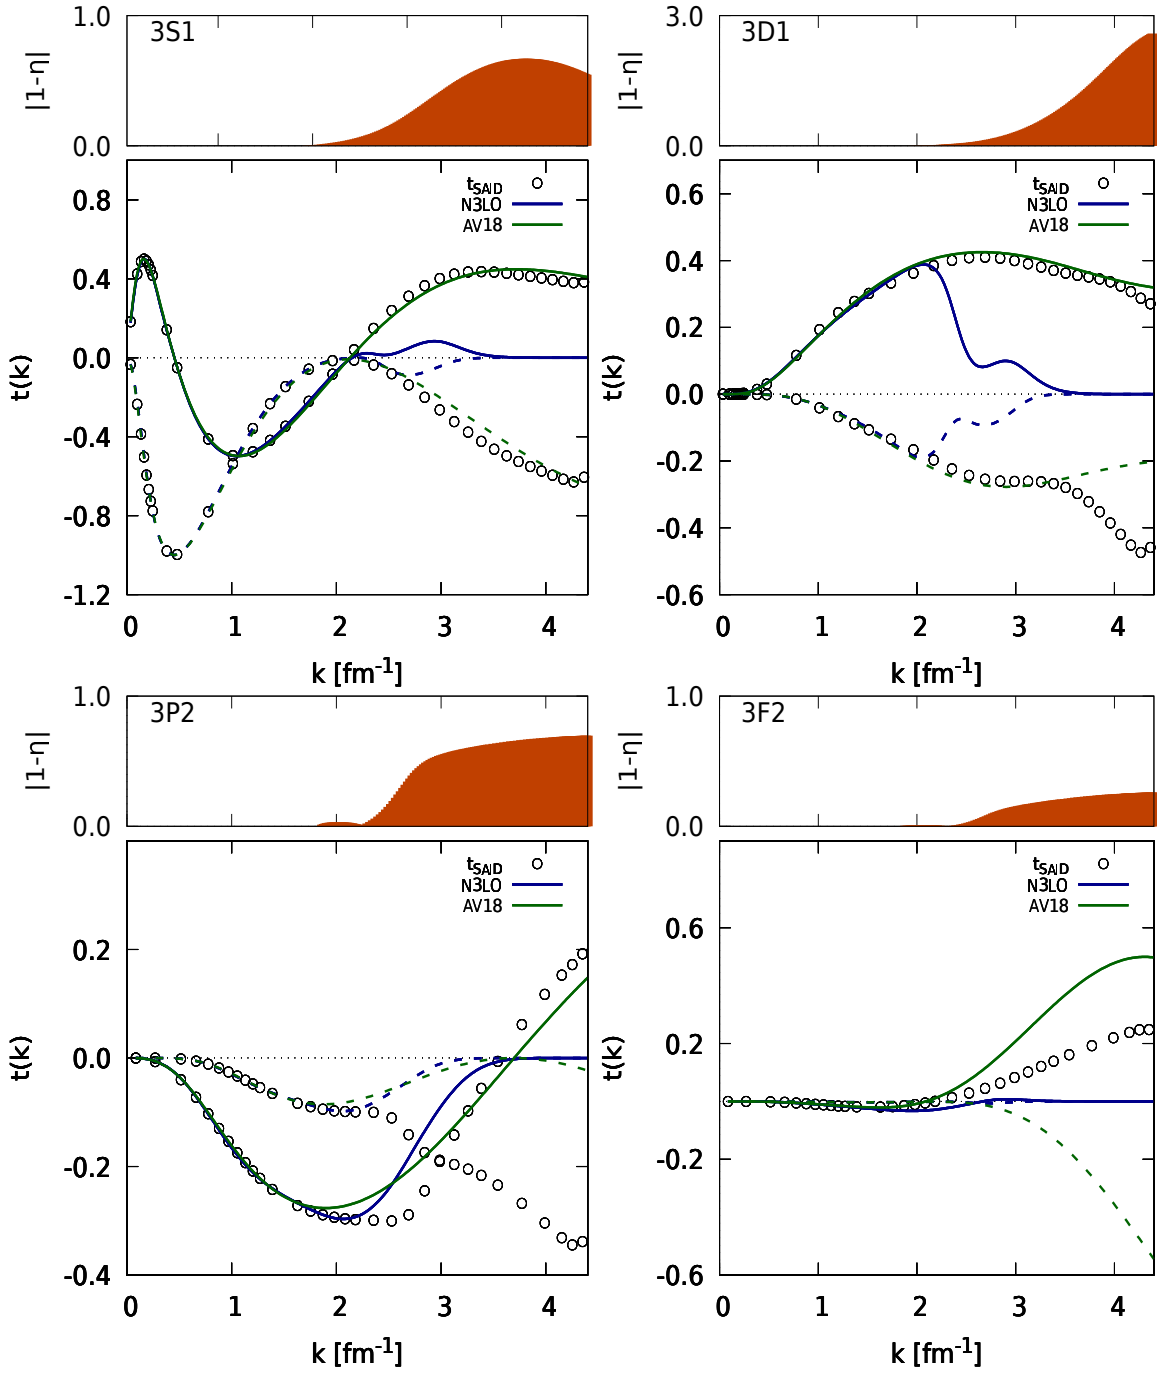 1.0
3S1
|1-η|
0.0
0.8
tSAID
N3LO
AV18
0.4
0.0
t(k)
-0.4
-0.8
-1.2
0 1 2 3 4
k [fm-1]
3.0
3D1
|1-η|
0.0
0.6
tSAID
N3LO
AV18
0.4
0.2
0.0
t(k)
-0.2
-0.4
-0.6
0 1 2 3 4
k [fm-1]
1.0
3P2
|1-η|
0.0
tSAID
N3LO
AV18
0.2
0.0
t(k)
-0.2
-0.4
0 1 2 3 4
k [fm-1]
1.0
3F2
|1-η|
0.0
tSAID
N3LO
AV18
0.6
0.2
t(k)
-0.2
-0.6
0 1 2 3 4
k [fm-1]